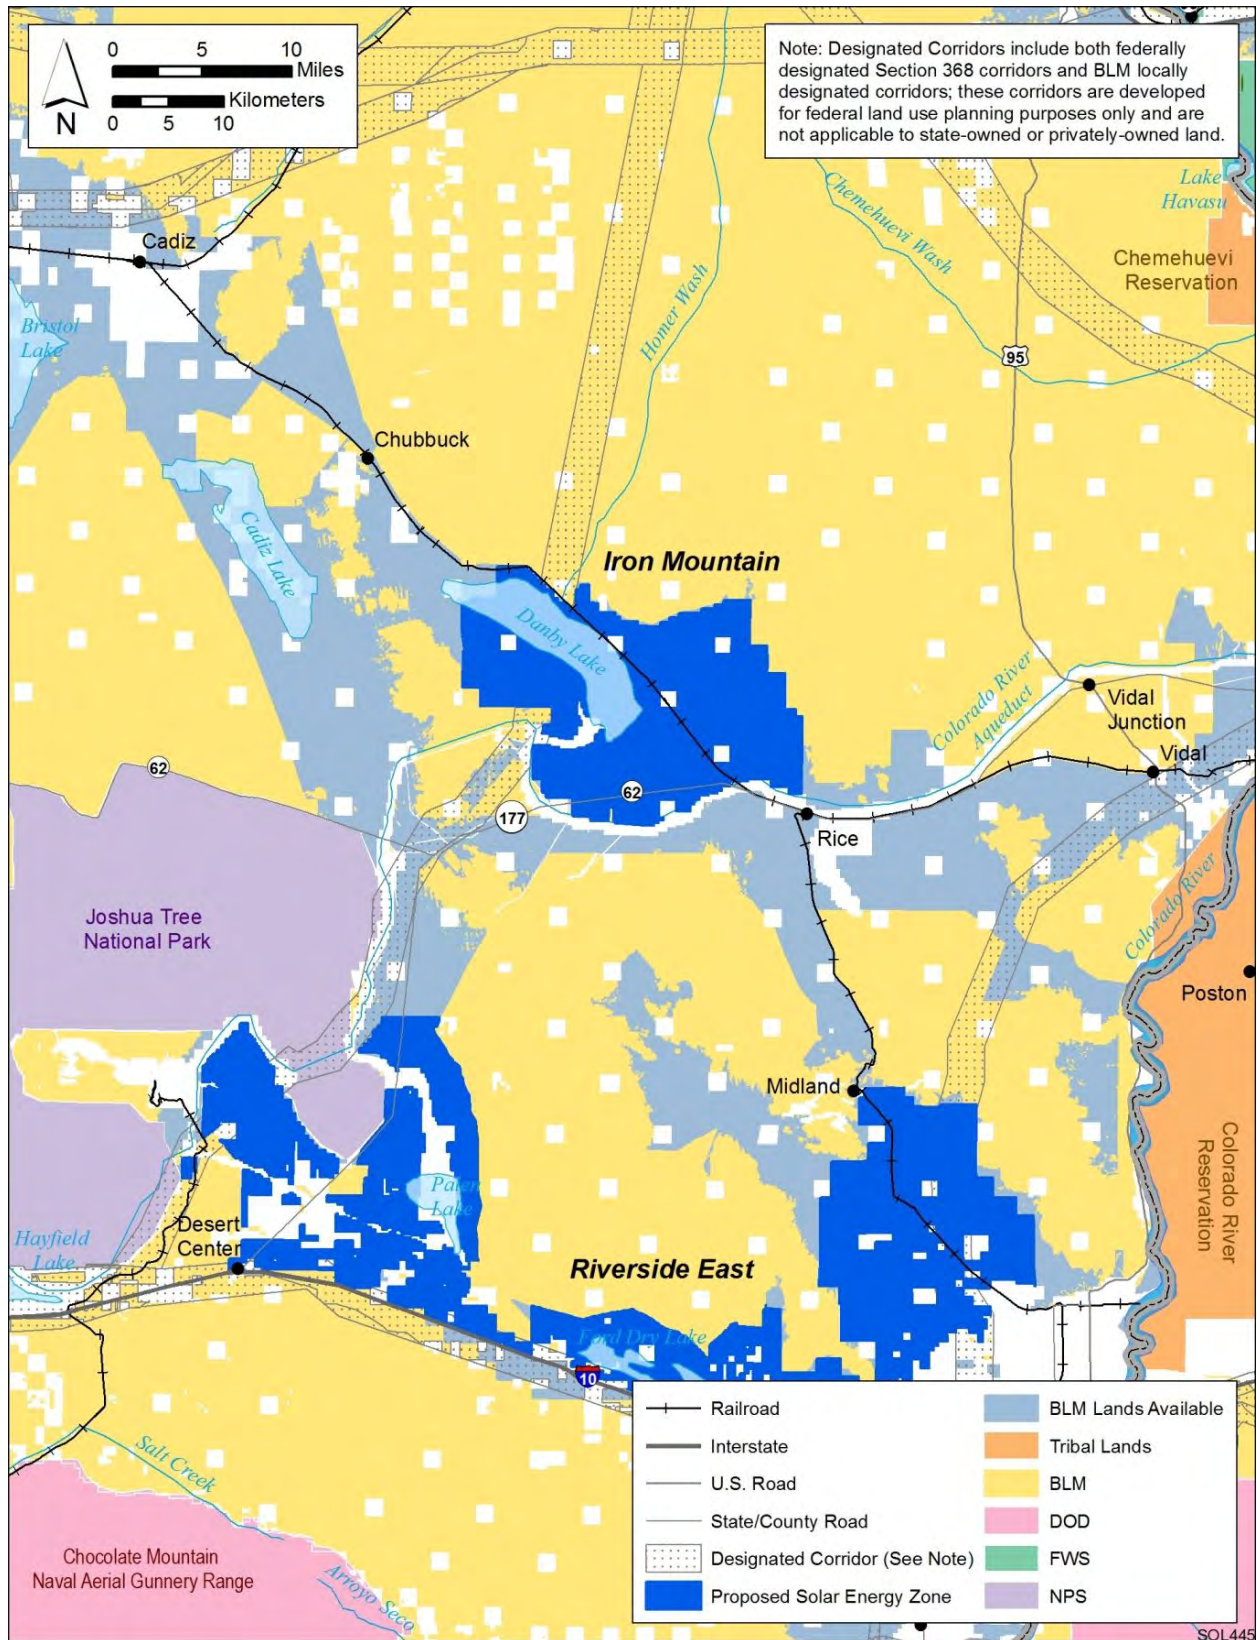 0 5 10
Miles
Kilometers
0 5 10
N
Note: Designated Corridors include both federally
designated Section 368 corridors and BLM locally
designated corridors; these corridors are developed
for federal land use planning purposes only and are
not applicable to state-owned or privately-owned land.
Lake
Havasu
Chemehuevi Wash
Cadiz
Chemehuevi
Reservation
Homer Wash
Bristol
Lake
95
Chubbuck
Cadiz Lake
Iron Mountain
Danby Lake
Colorado River
Aqueduct
Vidal
Junction
Vidal
62
62
177
Rice
Joshua Tree
National Park
Colorado River
Poston
Midland
Colorado River
Reservation
Palen
Lake
Desert
Center
Hayfield
Lake
Riverside East
Ford Dry Lake
10
Salt Creek
Chocolate Mountain
Naval Aerial Gunnery Range
Arroyo Seco
Railroad
Interstate
U.S. Road
State/County Road
Designated Corridor (See Note)
Proposed Solar Energy Zone
BLM Lands Available
Tribal Lands
BLM
DOD
FWS
NPS
SOL445